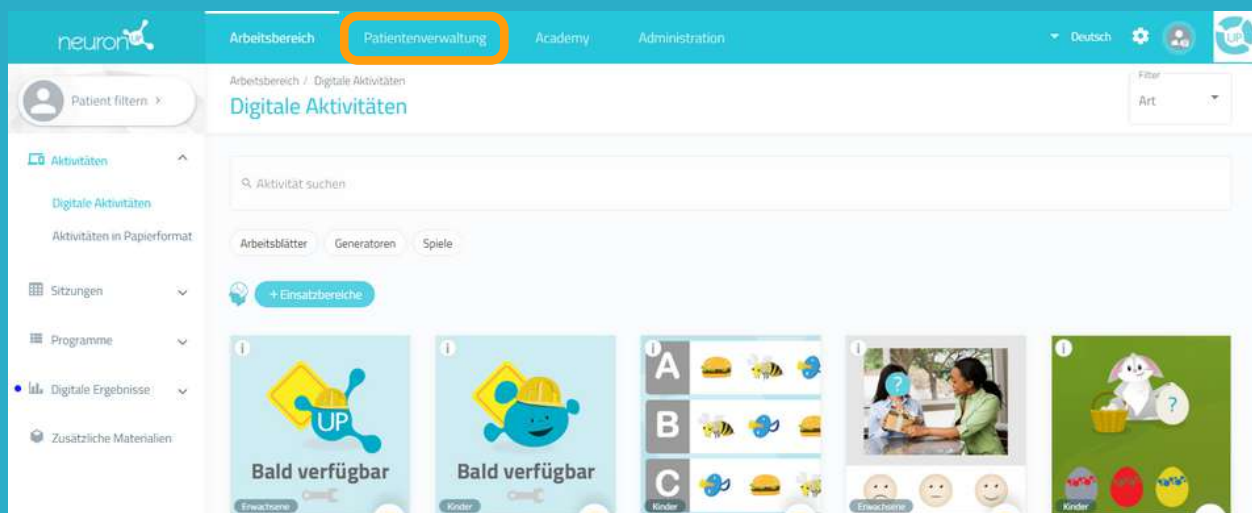 neuronUP
Arbeitsbereich
Patientenverwaltung
Academy
Administration
Deutsch
UP
Patient filtern >
Arbeitsbereich / Digitale Aktivitäten
Digitale Aktivitäten
Filter
Art
Aktivitäten
Digitale Aktivitäten
Aktivitäten in Papierformat
Sitzungen
Programme
Digitale Ergebnisse
Zusätzliche Materialien
Aktivität suchen
Arbeitsblätter
Generatoren
Spiele
+ Einsatzbereiche
i
UP
Bald verfügbar
Erwachsene
i
Bald verfügbar
Kinder
i
A
B
C
Kinder
i
?
Erwachsene
i
?
Kinder